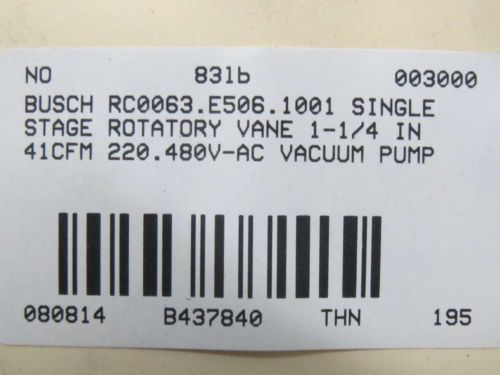 NO 83lb 003000
BUSCH RC0063.E506.1001 SINGLE
STAGE ROTATORY VANE 1-1/4 IN
41CFM 220.480V-AC VACUUM PUMP
080814 B437840 THN 195